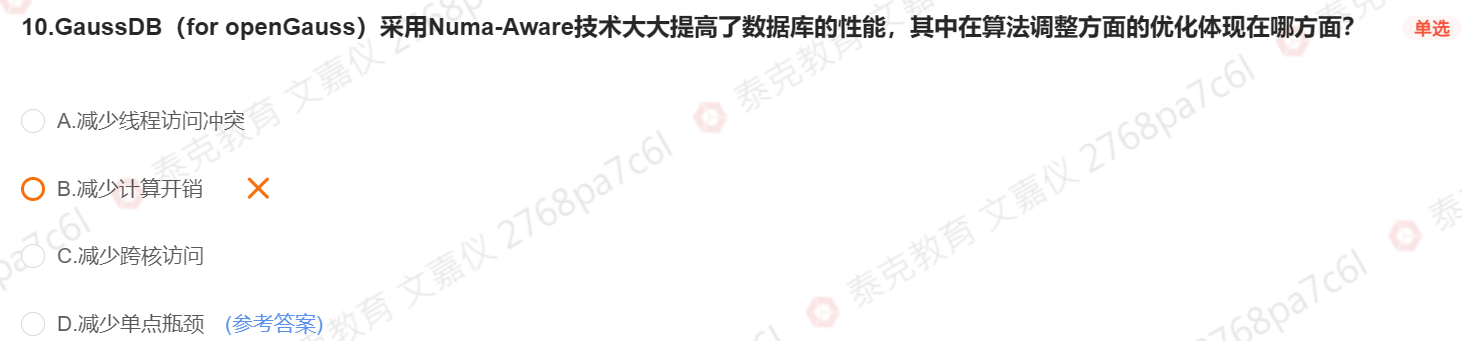 10.GaussDB（for openGauss）采用Numa-Aware技术大大提高了数据库的性能，其中在算法调整方面的优化体现在哪方面？ 单选
A.减少线程访问冲突
B.减少计算开销
C.减少跨核访问
D.减少单点瓶颈 (参考答案)
泰克教育 文嘉仪 2768pa7c6l